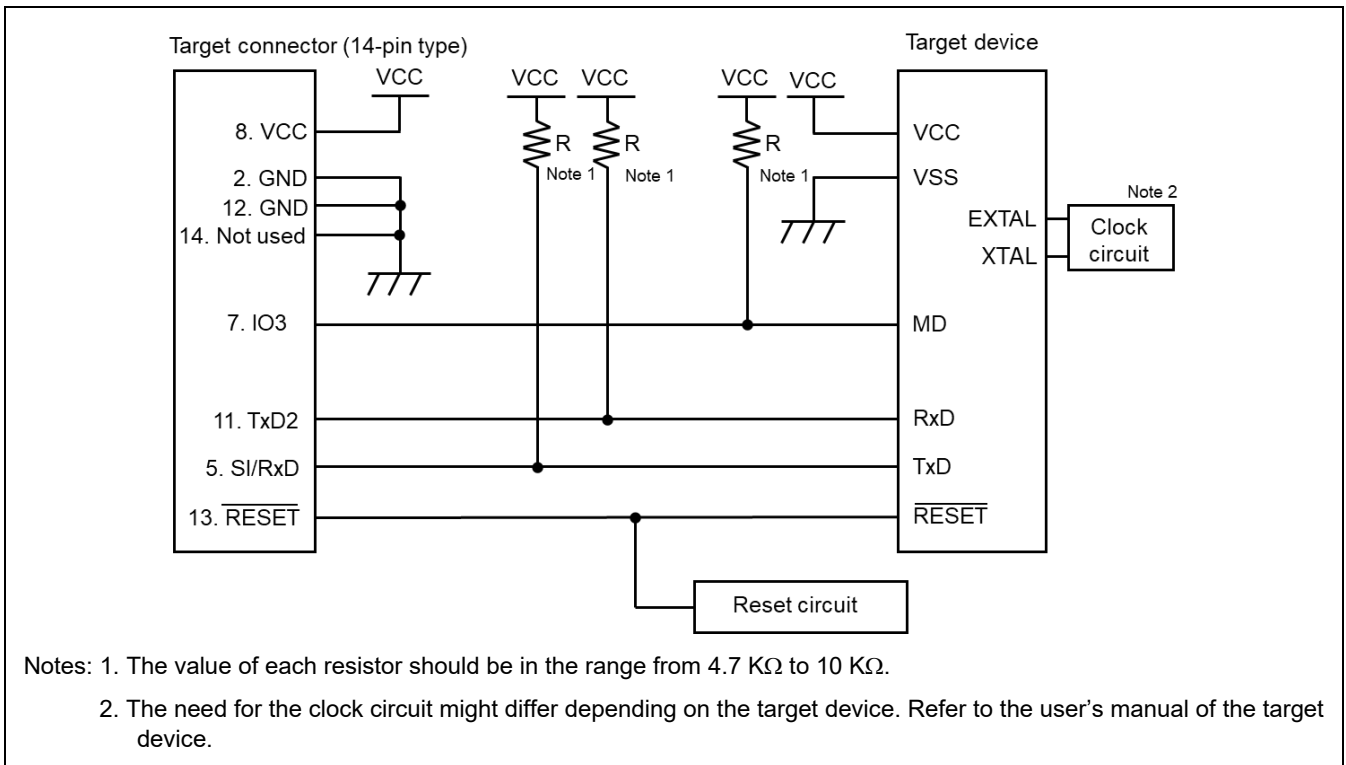 Target connector (14-pin type)
Target device
VCC
VCC
VCC
VCC
VCC
8. VCC
R
R
R
VCC
Note 1
Note 1
Note 1
2. GND
VSS
Note 2
12. GND
EXTAL
Clock
circuit
14. Not used
XTAL
7. IO3
MD
11. TxD2
RxD
5. SI/RxD
TxD
13. RESET
RESET
Reset circuit
Notes: 1. The value of each resistor should be in the range from 4.7 KΩ to 10 KΩ.
2. The need for the clock circuit might differ depending on the target device. Refer to the user's manual of the target
device.